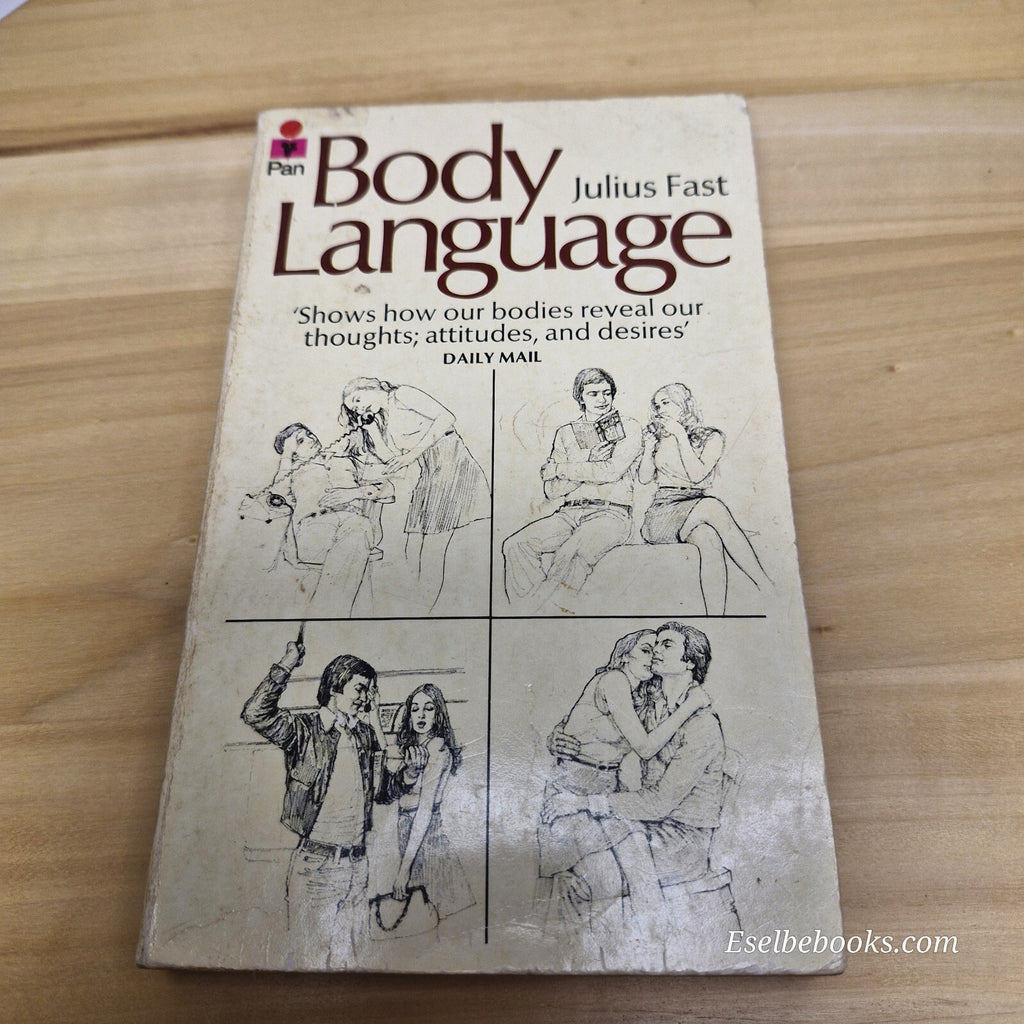 Pan
Body
Julius Fast
Language
‘Shows how our bodies reveal our
thoughts; attitudes, and desires’
DAILY MAIL
Eselbebooks.com